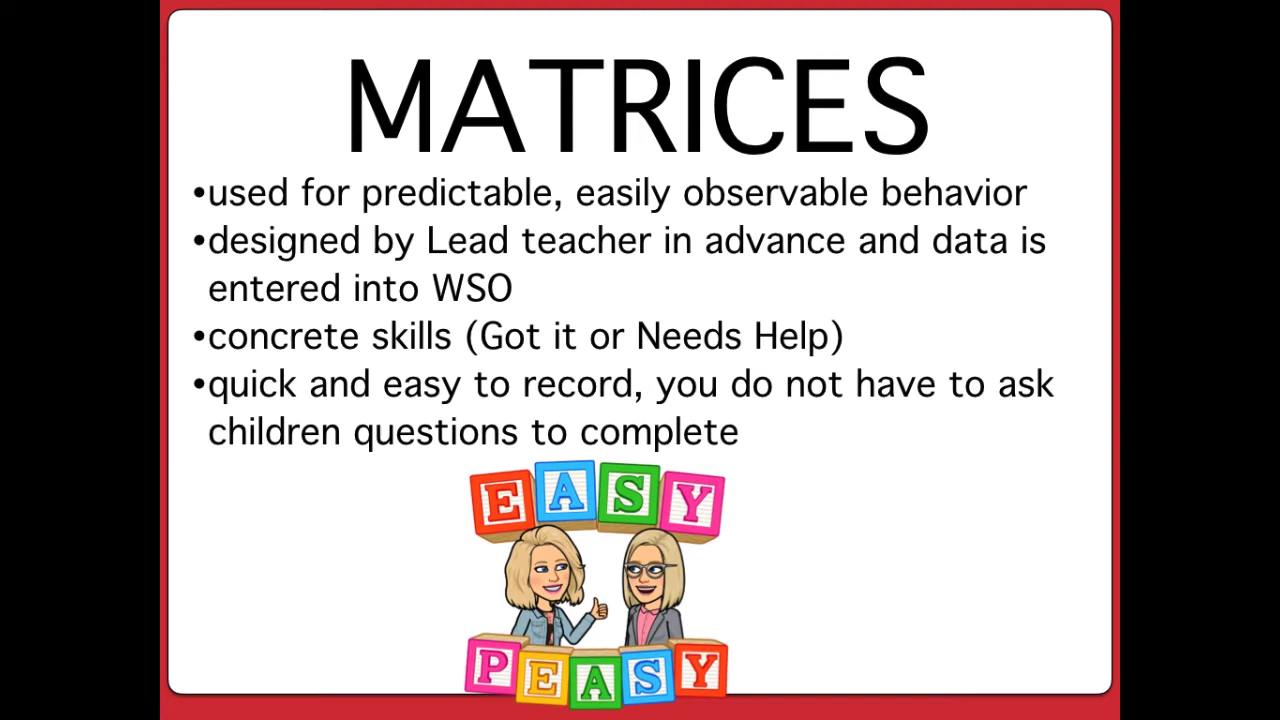 MATRICES
•used for predictable, easily observable behavior
•designed by Lead teacher in advance and data is
entered into WSO
•concrete skills (Got it or Needs Help)
•quick and easy to record, you do not have to ask
children questions to complete
EASY
PEASY